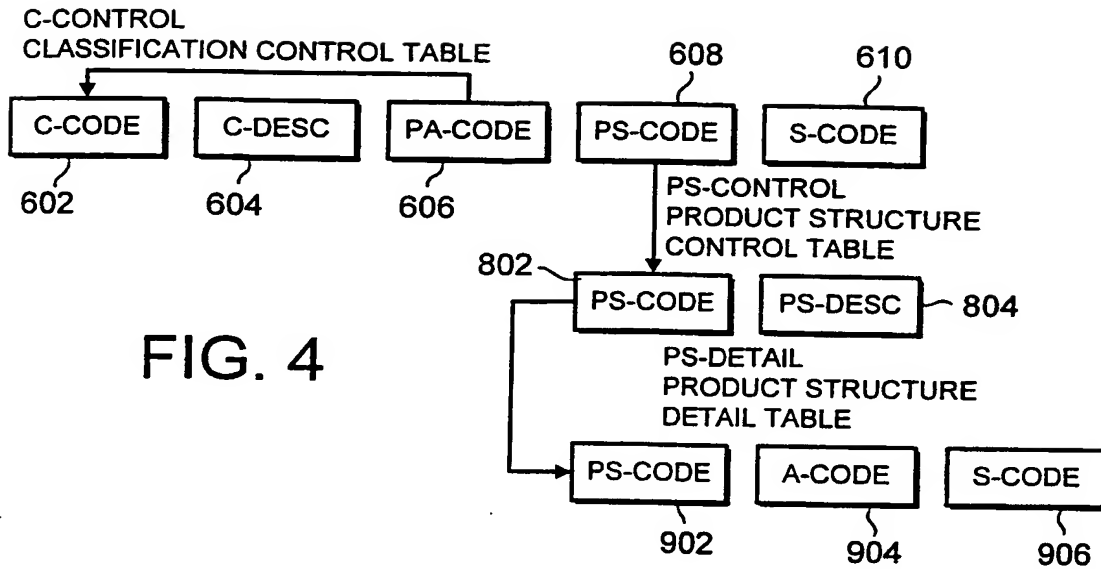 C-CONTROL
CLASSIFICATION CONTROL TABLE
608
610
C-CODE
C-DESC
PA-CODE
PS-CODE
S-CODE
602
604
606
PS-CONTROL
PRODUCT STRUCTURE
CONTROL TABLE
802
PS-CODE
PS-DESC
804
FIG. 4
PS-DETAIL
PRODUCT STRUCTURE
DETAIL TABLE
PS-CODE
A-CODE
S-CODE
902
904
906